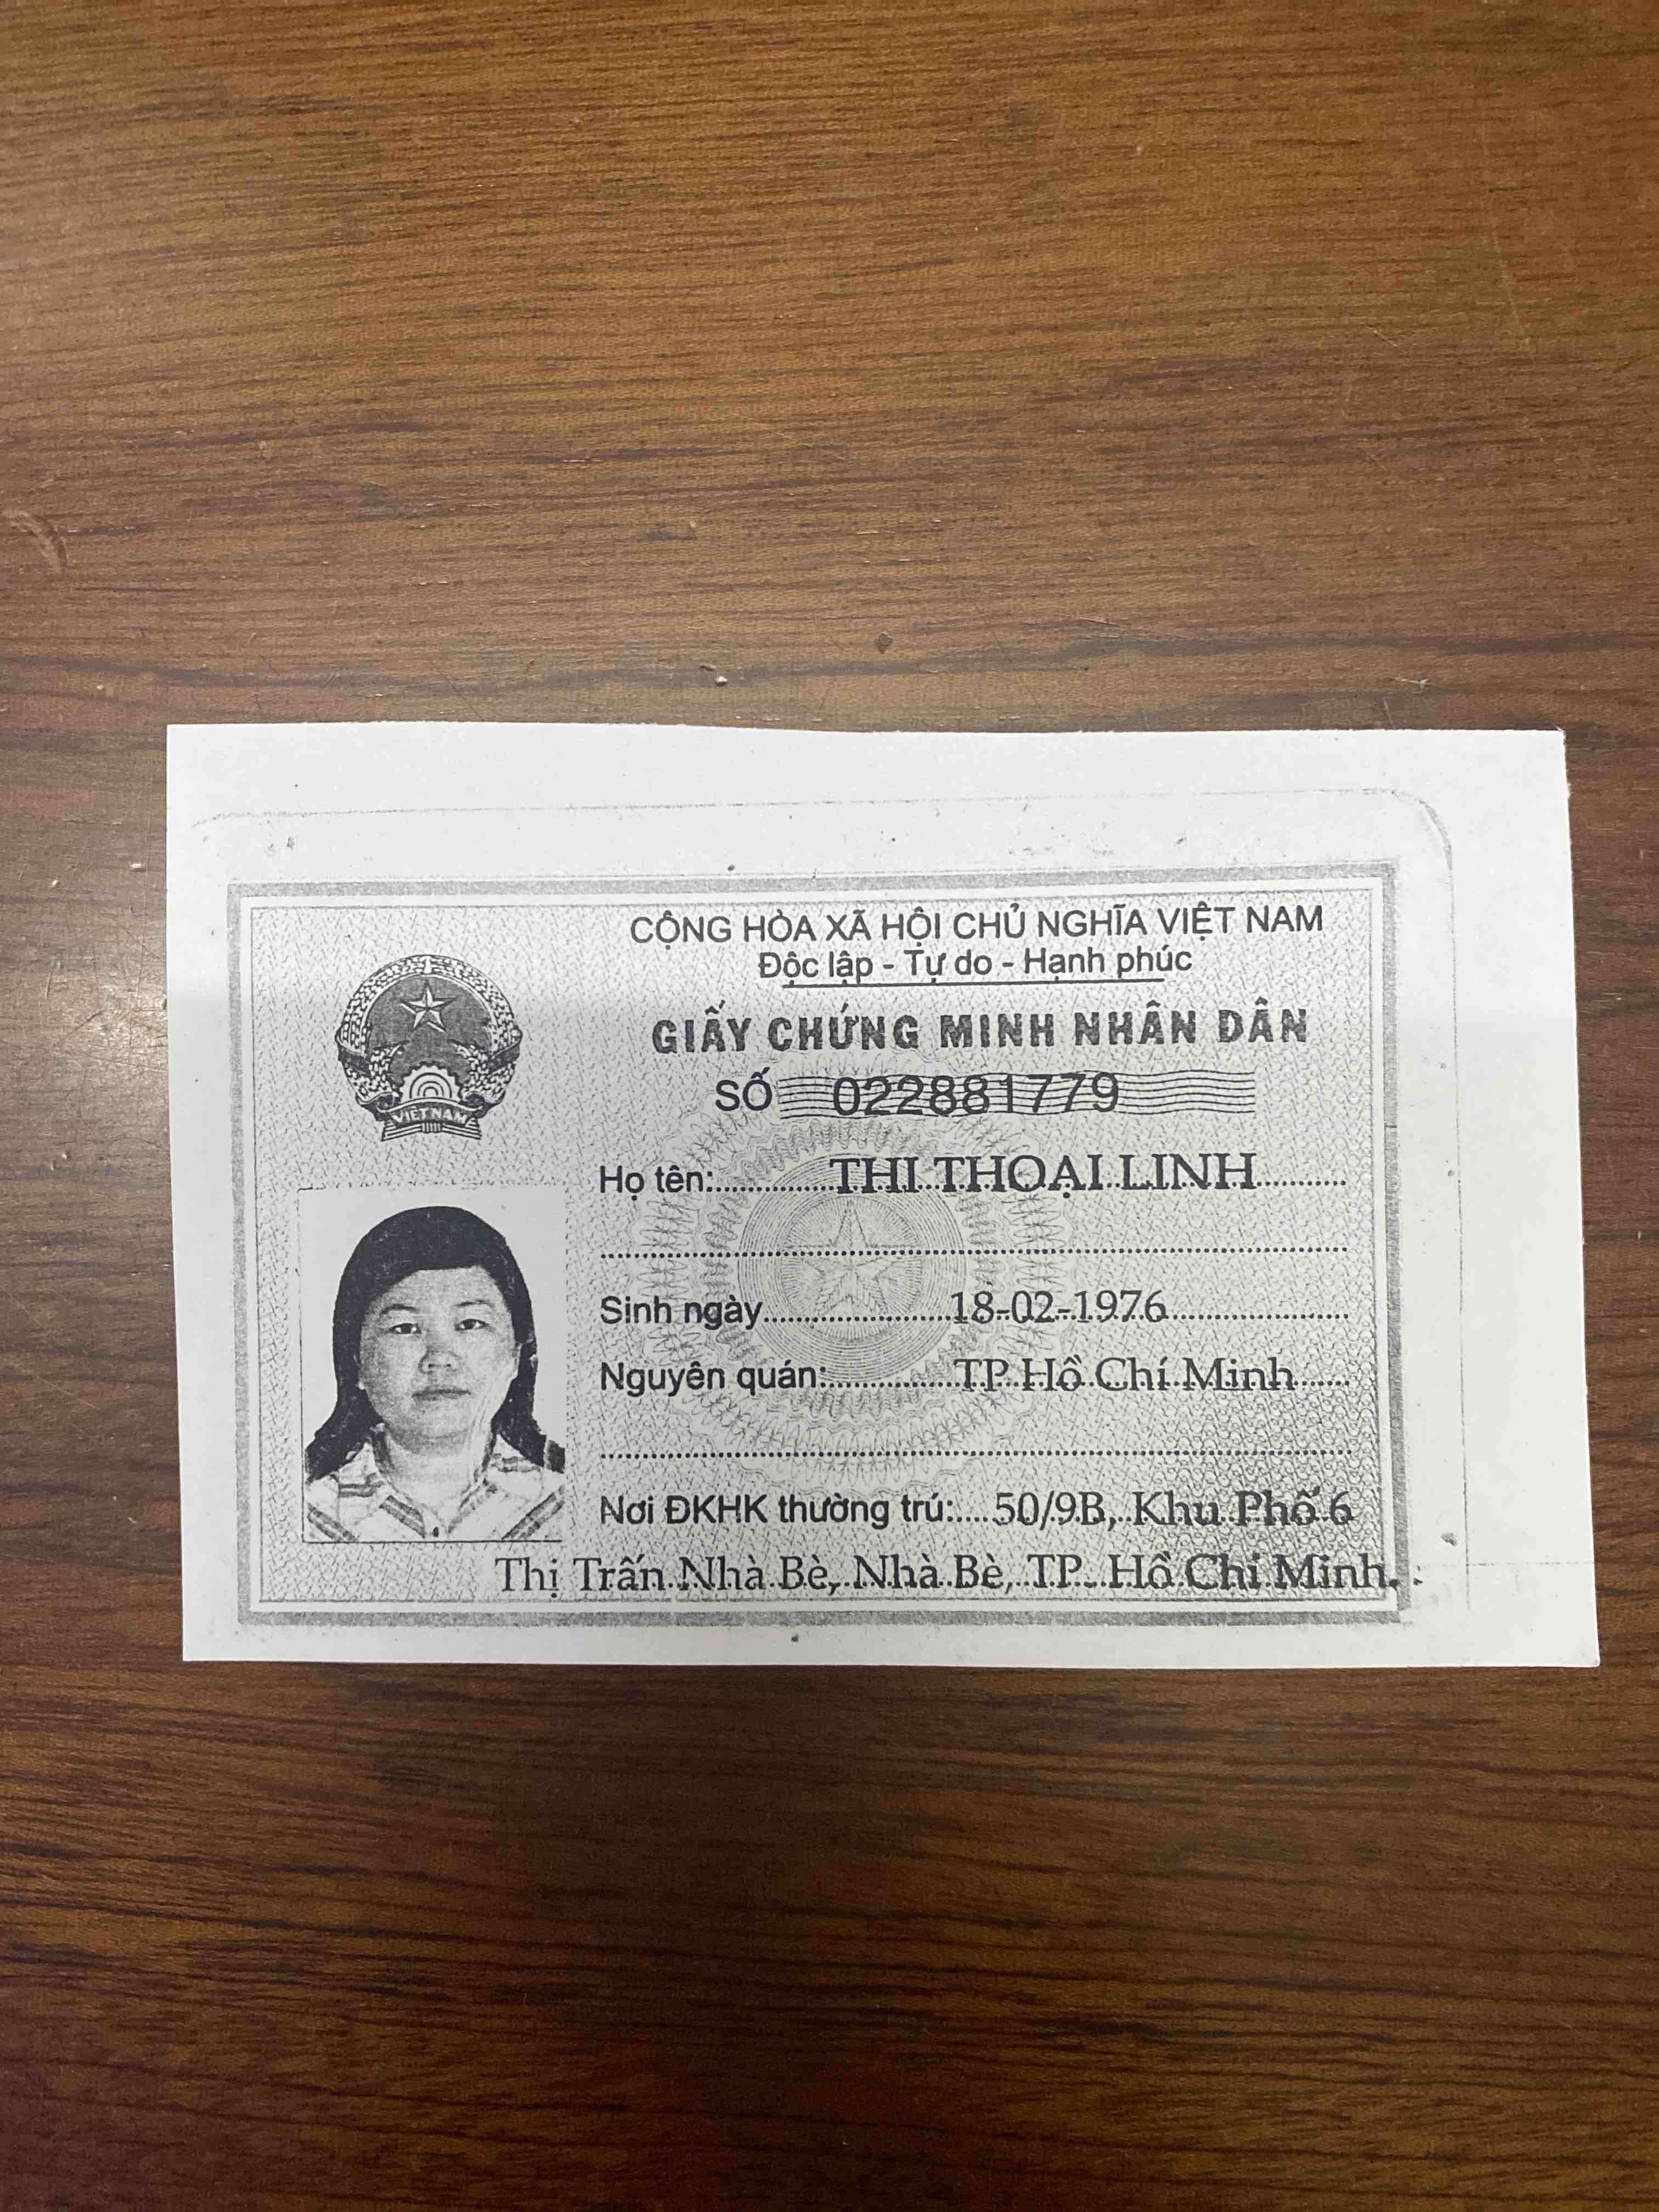 CỘNG HÒA XÃ HỘI CHỦ NGHĨA VIỆT NAM
Độc lập - Tự do - Hạnh phúc
GIẤY CHỨNG MINH NHÂN DÂN
SỐ 022881779
VIỆT NAM
Họ tên: THI THOẠI LINH
Sinh ngày 18-02-1976
Nguyên quán: TP Hồ Chí Minh
Nơi ĐKHK thường trú: 50/9B, Khu Phố 6
Thị Trấn Nhà Bè, Nhà Bè, TP. Hồ Chí Minh.